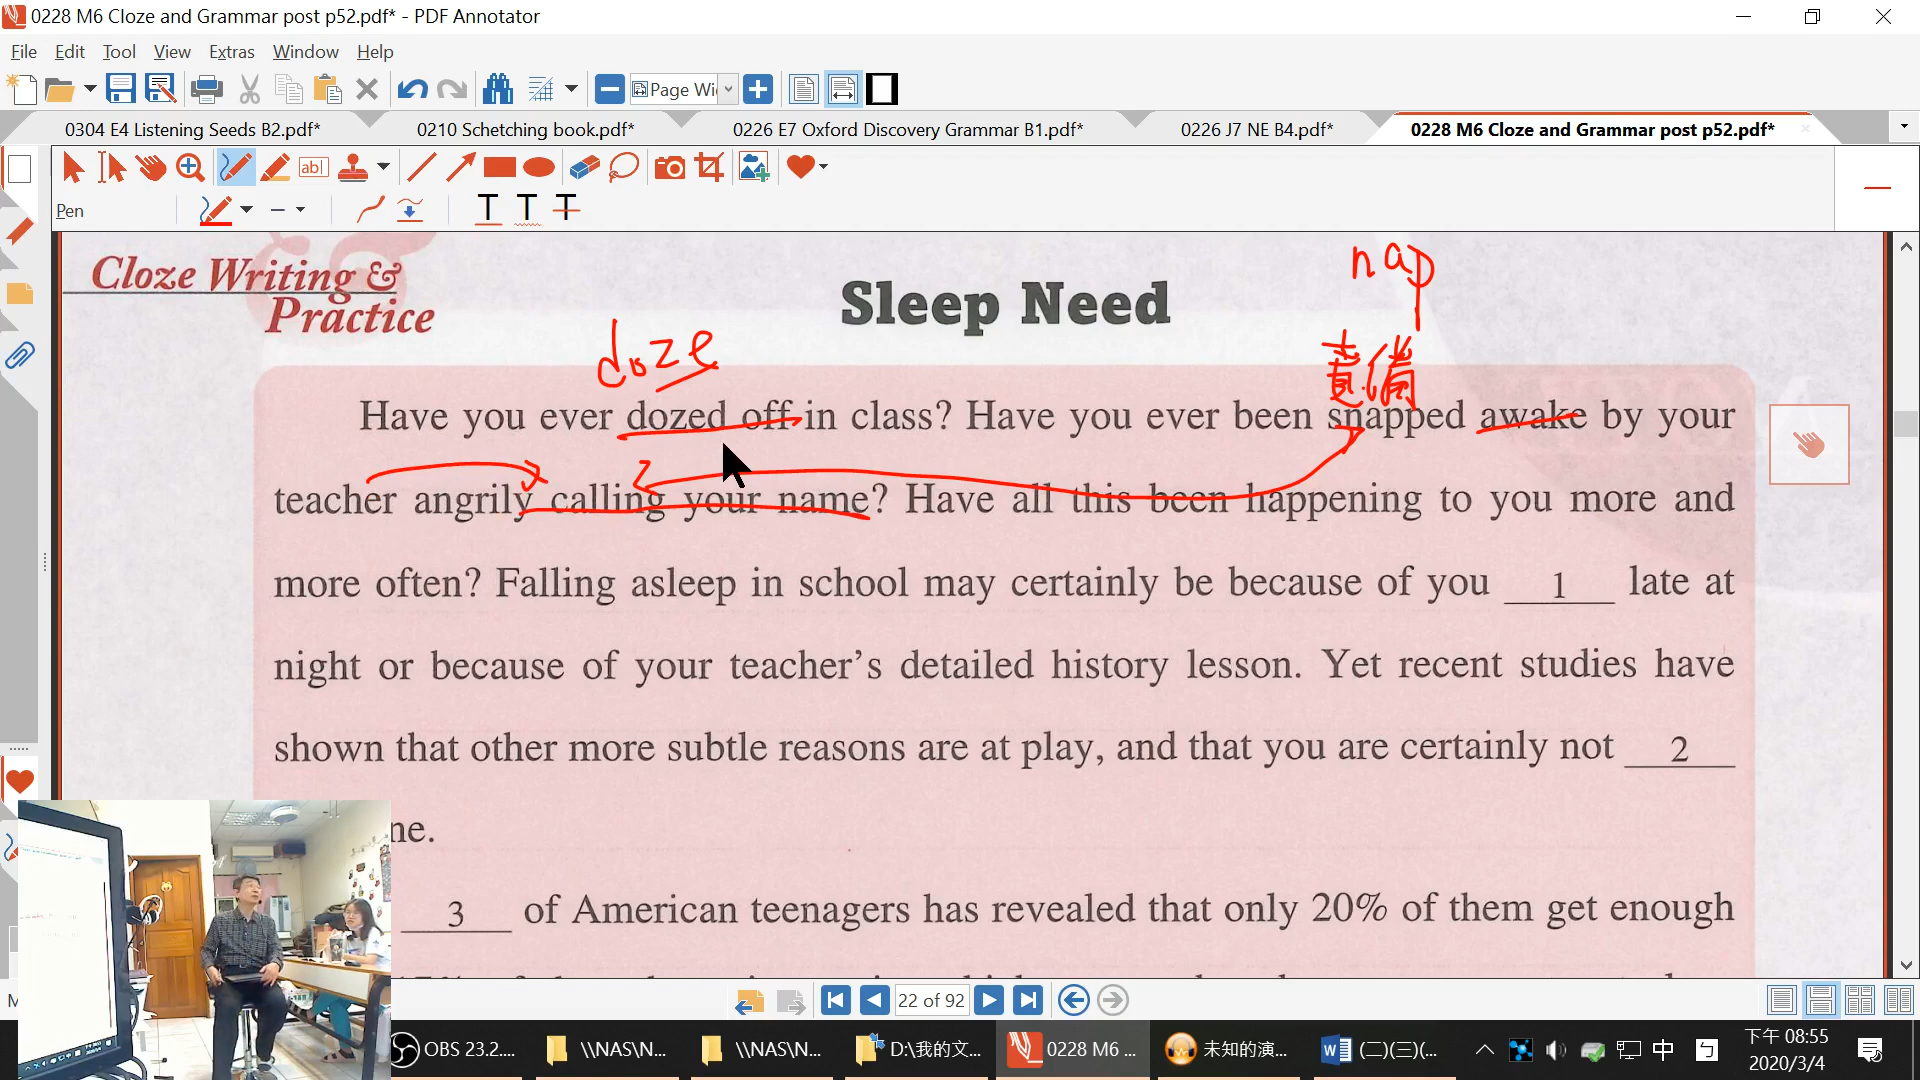 0228 M6 Cloze and Grammar post p52.pdf* - PDF Annotator
File Edit Tool View Extras Window Help
Page Wi
0304 E4 Listening Seeds B2.pdf* 0210 Schetching book.pdf* 0226 E7 Oxford Discovery Grammar B1.pdf* 0226 J7 NE B4.pdf* 0228 M6 Cloze and Grammar post p52.pdf*
Pen
nap
Cloze Writing &
Practice
Sleep Need
doze
責備
Have you ever dozed off in class? Have you ever been snapped awake by your
teacher angrily calling your name? Have all this been happening to you more and
more often? Falling asleep in school may certainly be because of you 1 late at
night or because of your teacher's detailed history lesson. Yet recent studies have
shown that other more subtle reasons are at play, and that you are certainly not 2
ne.
3 of American teenagers has revealed that only 20% of them get enough
22 of 92
OBS 23.2.... \\NAS\N... \\NAS\N... D:\我的文... 0228 M6 ... 未知的演... (二)(三)(... 中 ㄅ
下午 08:55
2020/3/4